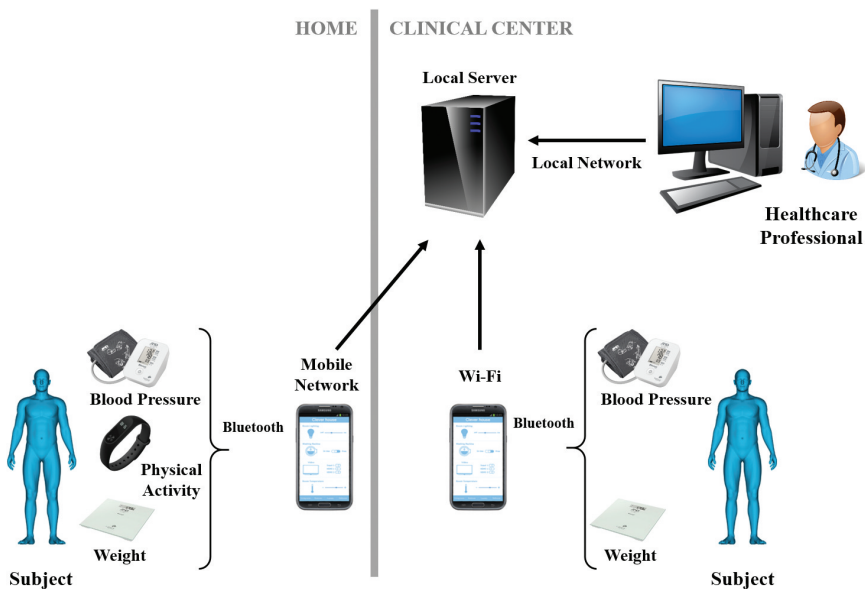 HOME
CLINICAL CENTER
Local Server
Local Network
Healthcare
Professional
Mobile
Network
Wi-Fi
Blood Pressure
Bluetooth
Physical
Activity
Weight
Subject
Bluetooth
Blood Pressure
Weight
Subject